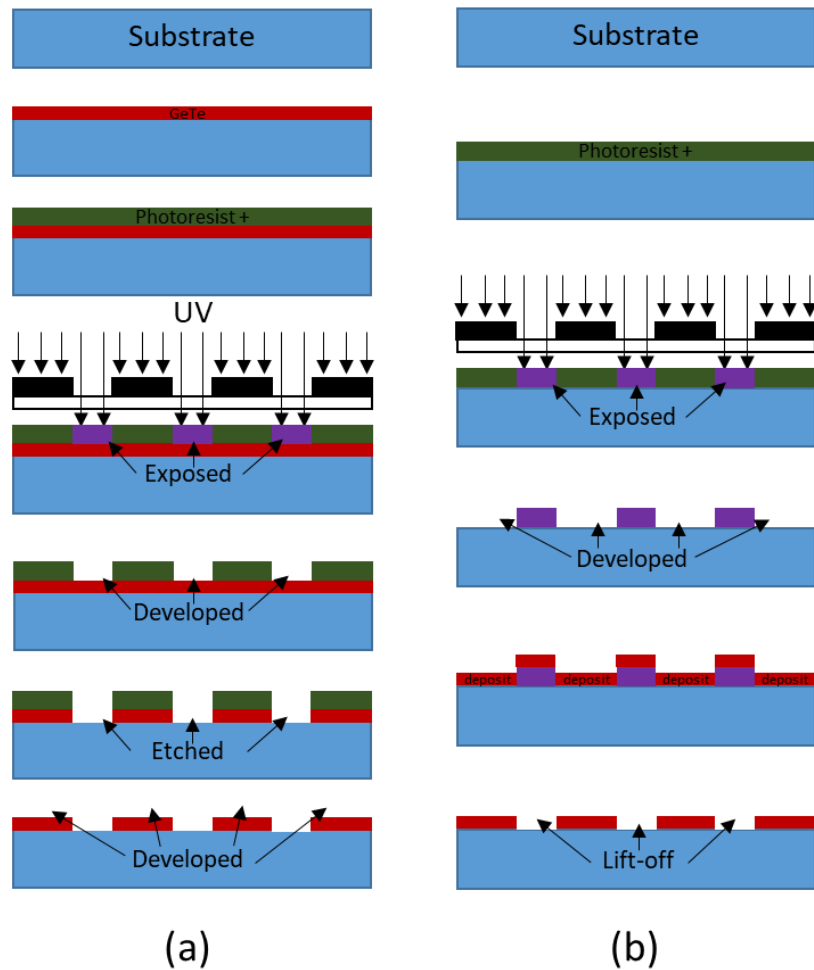 Substrate
GeTe
Photoresist +
UV
Exposed
Developed
Etched
Developed
(a)
Substrate
Photoresist +
Exposed
Developed
deposit deposit deposit deposit
Lift-off
(b)